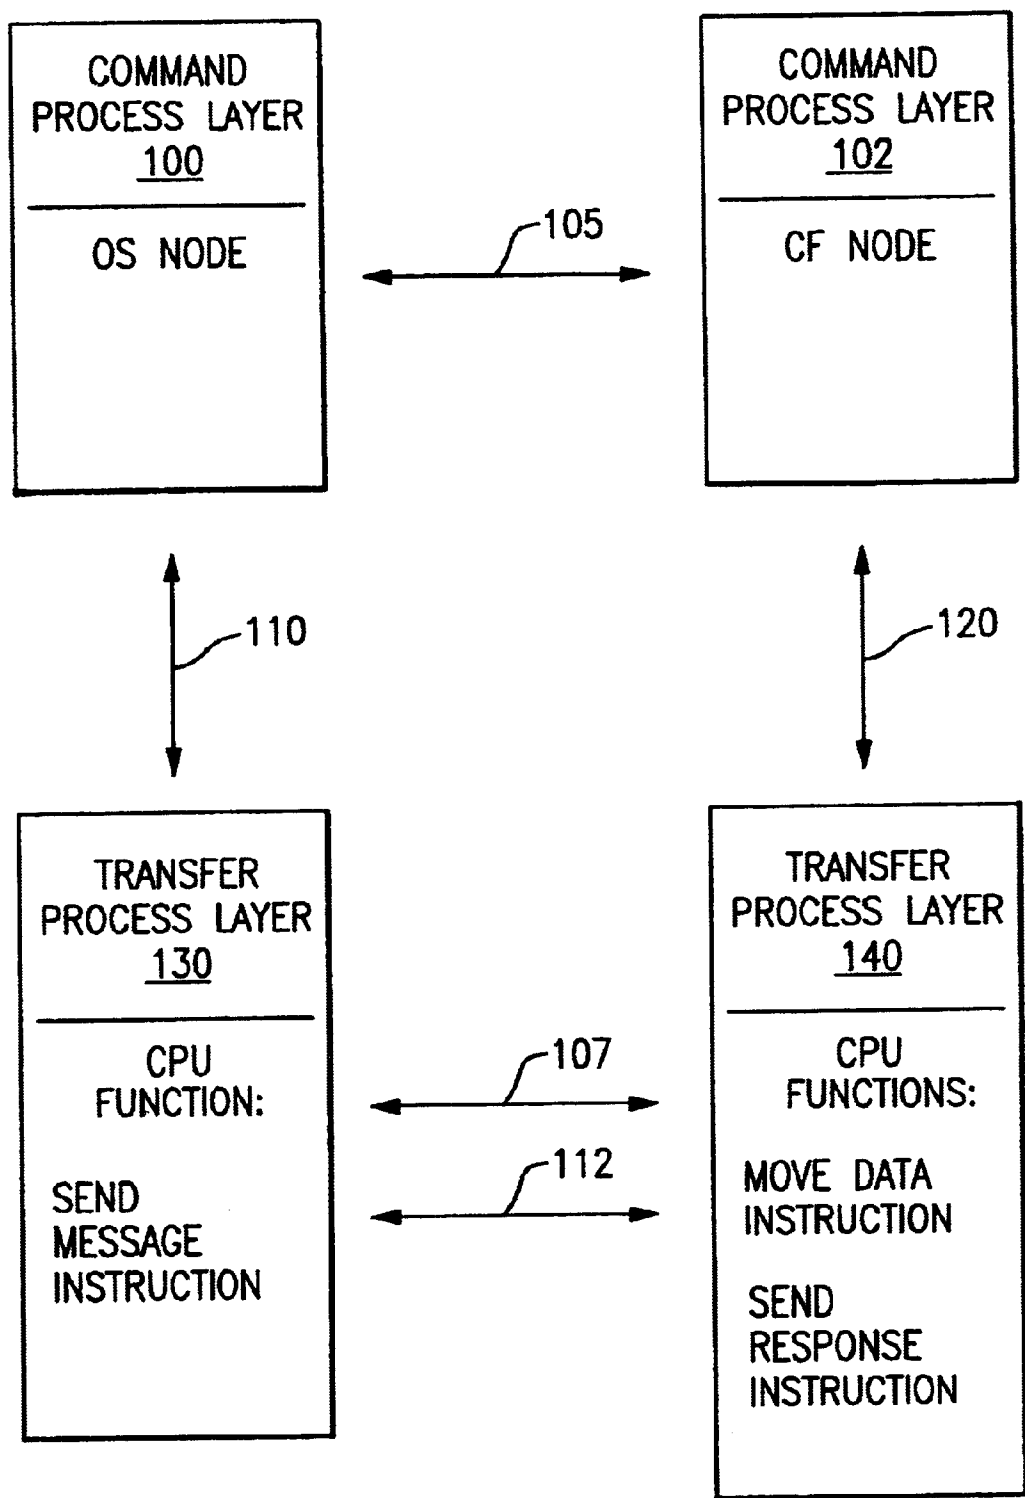 COMMAND
PROCESS LAYER
100
OS NODE
COMMAND
PROCESS LAYER
102
CF NODE
105
110
120
TRANSFER
PROCESS LAYER
130
CPU
FUNCTION:
SEND
MESSAGE
INSTRUCTION
107
112
TRANSFER
PROCESS LAYER
140
CPU
FUNCTIONS:
MOVE DATA
INSTRUCTION
SEND
RESPONSE
INSTRUCTION